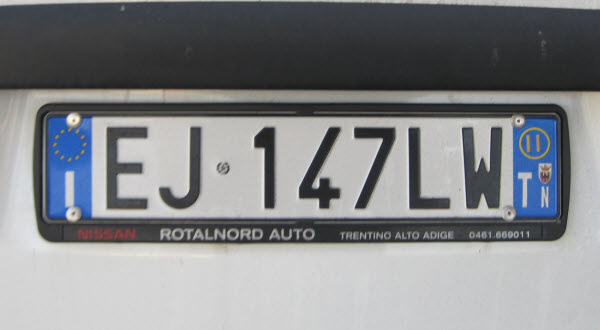 I EJ 147LW 11 TN
NISSAN ROTALNORD AUTO TRENTINO ALTO ADIGE 0461.669011